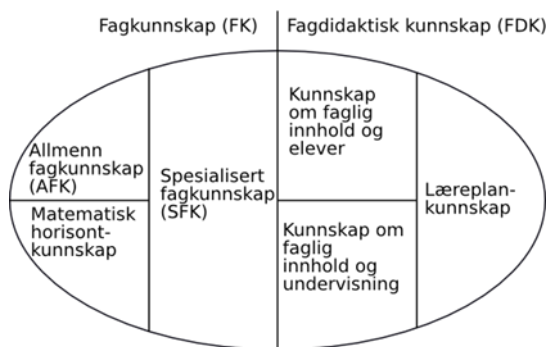 Fagkunnskap (FK)
Fagdidaktisk kunnskap (FDK)
Allmenn
fagkunnskap
(AFK)
Matematisk
horisont-
kunnskap
Spesialisert
fagkunnskap
(SFK)
Kunnskap
om faglig
innhold og
elever
Kunnskap om
faglig
innhold og
undervisning
Læreplan-
kunnskap